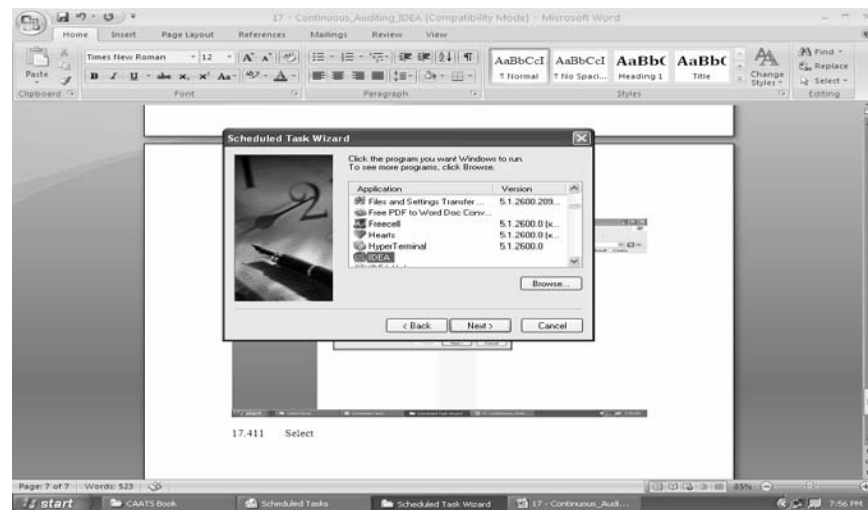 17 - Continuous_Auditing_IDEA [Compatibility Mode] - Microsoft Word
Home Insert Page Layout References Mailings Review View
Paste
Times New Roman 12
AaBbCcI AaBbCcI AaBb( AaBb(
¶ Normal ¶ No Spaci... Heading 1 Title
Change Styles
Find
Replace
Select
Clipboard Font Paragraph Styles Editing
Scheduled Task Wizard
Click the program you want Windows to run.
To see more programs, click Browse.
Application Version
Files and Settings Transfer ... 5.1.2600.209...
Free PDF to Word Doc Conv...
Freecell 5.1.2600.0 (x...
Hearts 5.1.2600.0 (x...
HyperTerminal 5.1.2600.0
IDEA
Browse...
< Back Next > Cancel
17.411 Select
Page: 7 of 7 Words: 523 85%
start CAATS Book Scheduled Tasks Scheduled Task Wizard 17 - Continuous_Audi... 7:56 PM